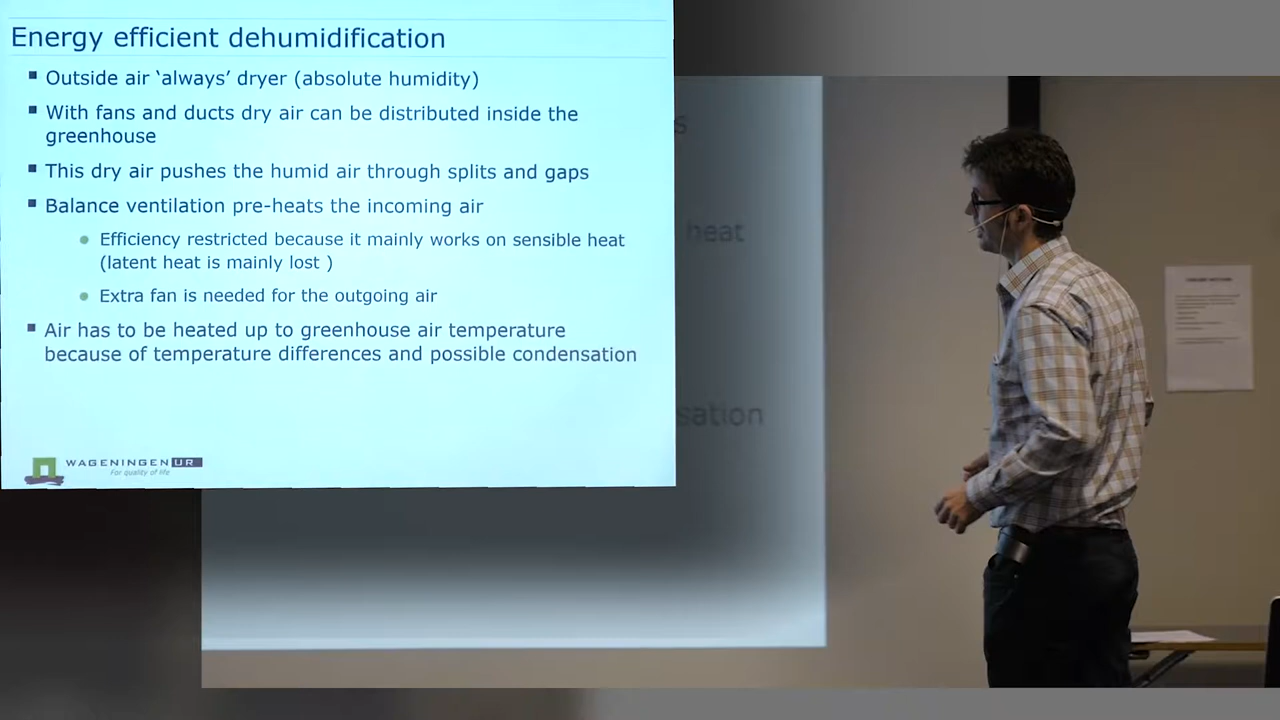 Energy efficient dehumidification
Outside air ‘always’ dryer (absolute humidity)
With fans and ducts dry air can be distributed inside the
greenhouse
This dry air pushes the humid air through splits and gaps
Balance ventilation pre-heats the incoming air
Efficiency restricted because it mainly works on sensible heat
(latent heat is mainly lost )
Extra fan is needed for the outgoing air
Air has to be heated up to greenhouse air temperature
because of temperature differences and possible condensation
WAGENINGEN UR
For quality of life
s
heat
sation